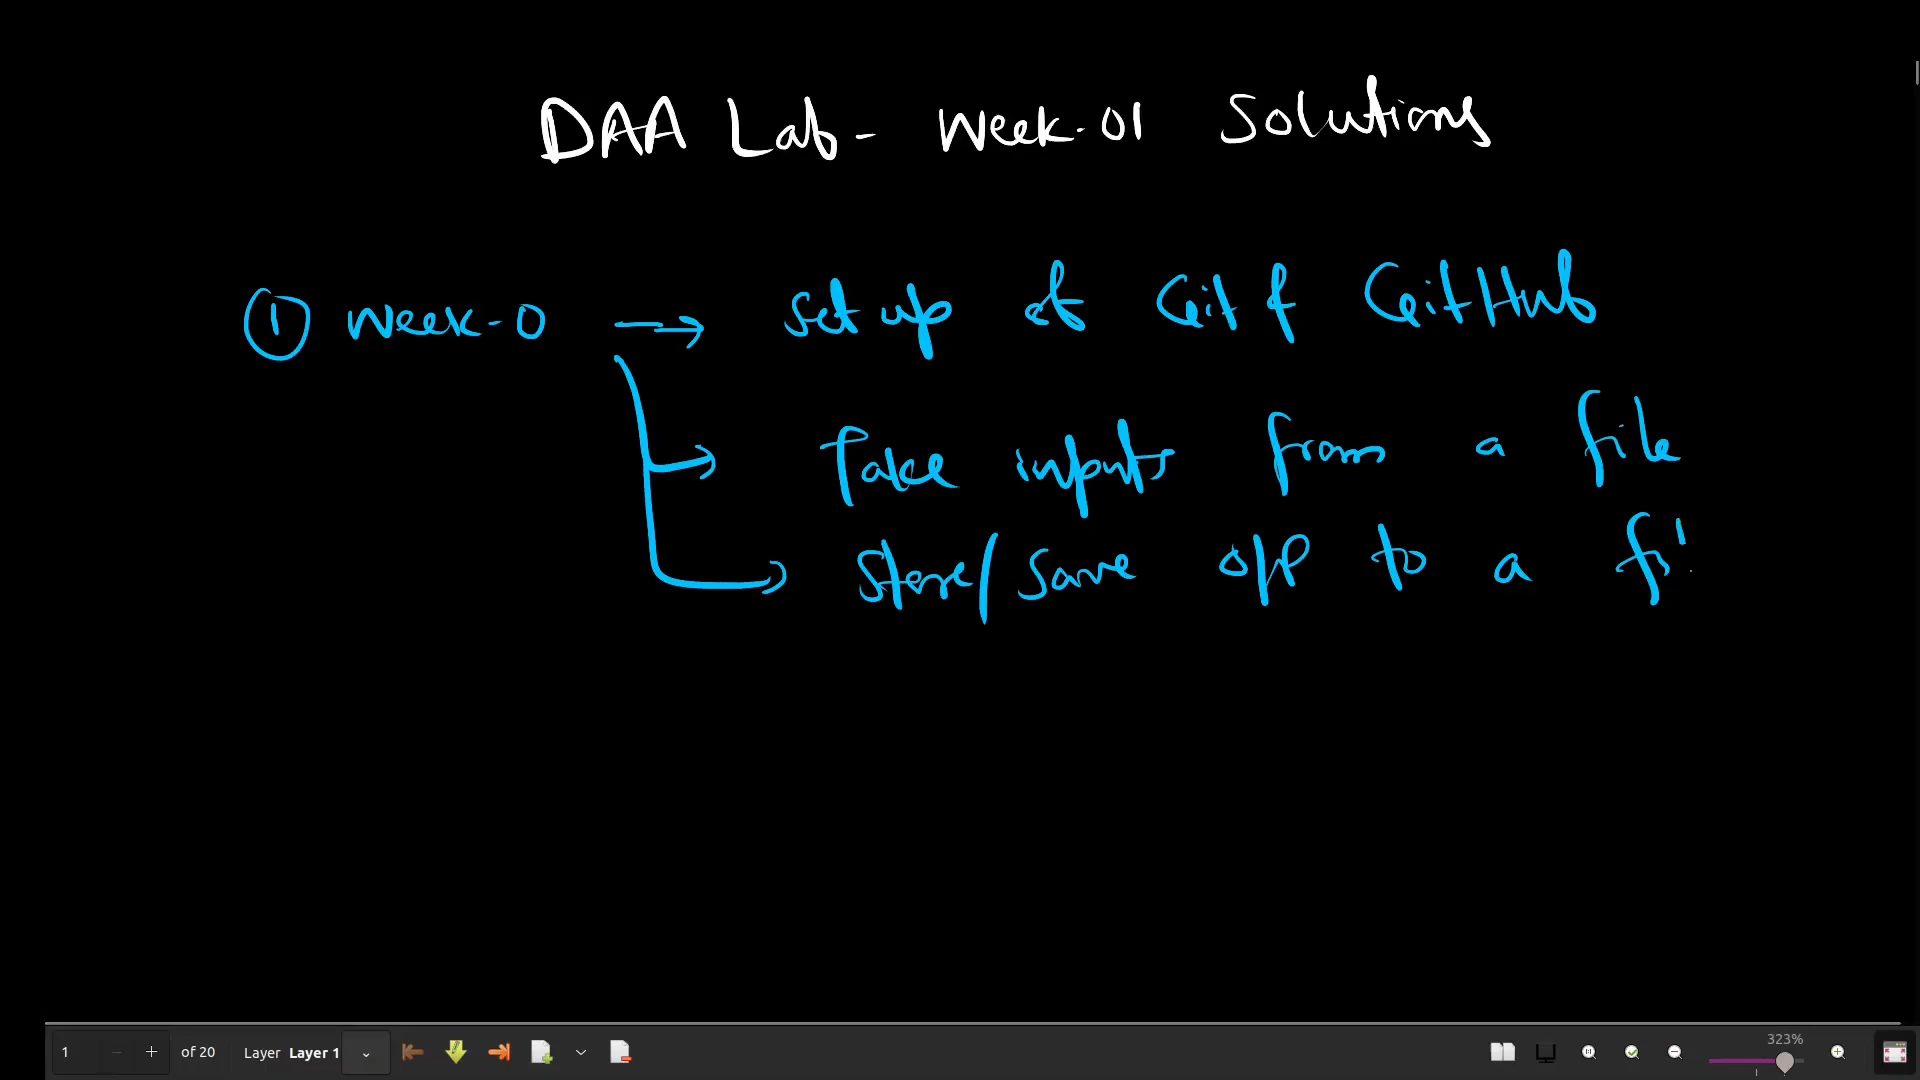 DAA Lab - Week-01 Solutions
① Week-0 → Set up of Git & GitHub
→ Take inputs from a file
→ Store/Save O/P to a fi
1 of 20 Layer Layer 1 323%